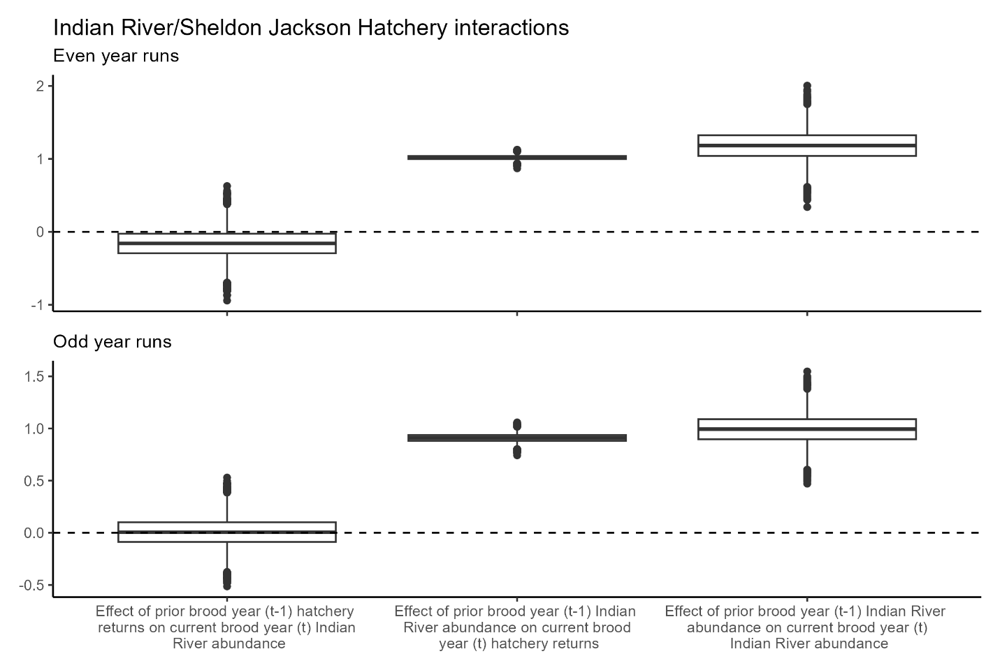 Indian River/Sheldon Jackson Hatchery interactions
Even year runs
2
1
0
-1
Odd year runs
1.5
1.0
0.5
0.0
-0.5
Effect of prior brood year (t-1) hatchery
returns on current brood year (t) Indian
River abundance
Effect of prior brood year (t-1) Indian
River abundance on current brood
year (t) hatchery returns
Effect of prior brood year (t-1) Indian River
abundance on current brood year (t)
Indian River abundance